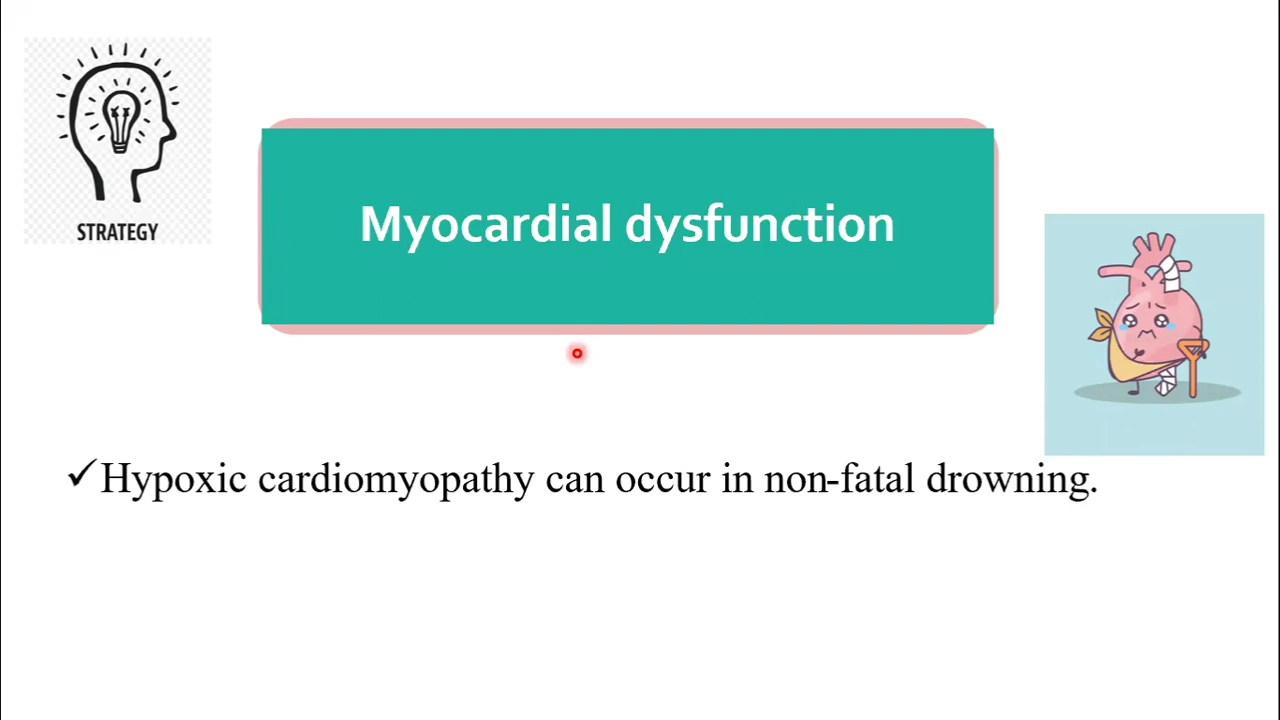 STRATEGY
Myocardial dysfunction
✓Hypoxic cardiomyopathy can occur in non-fatal drowning.